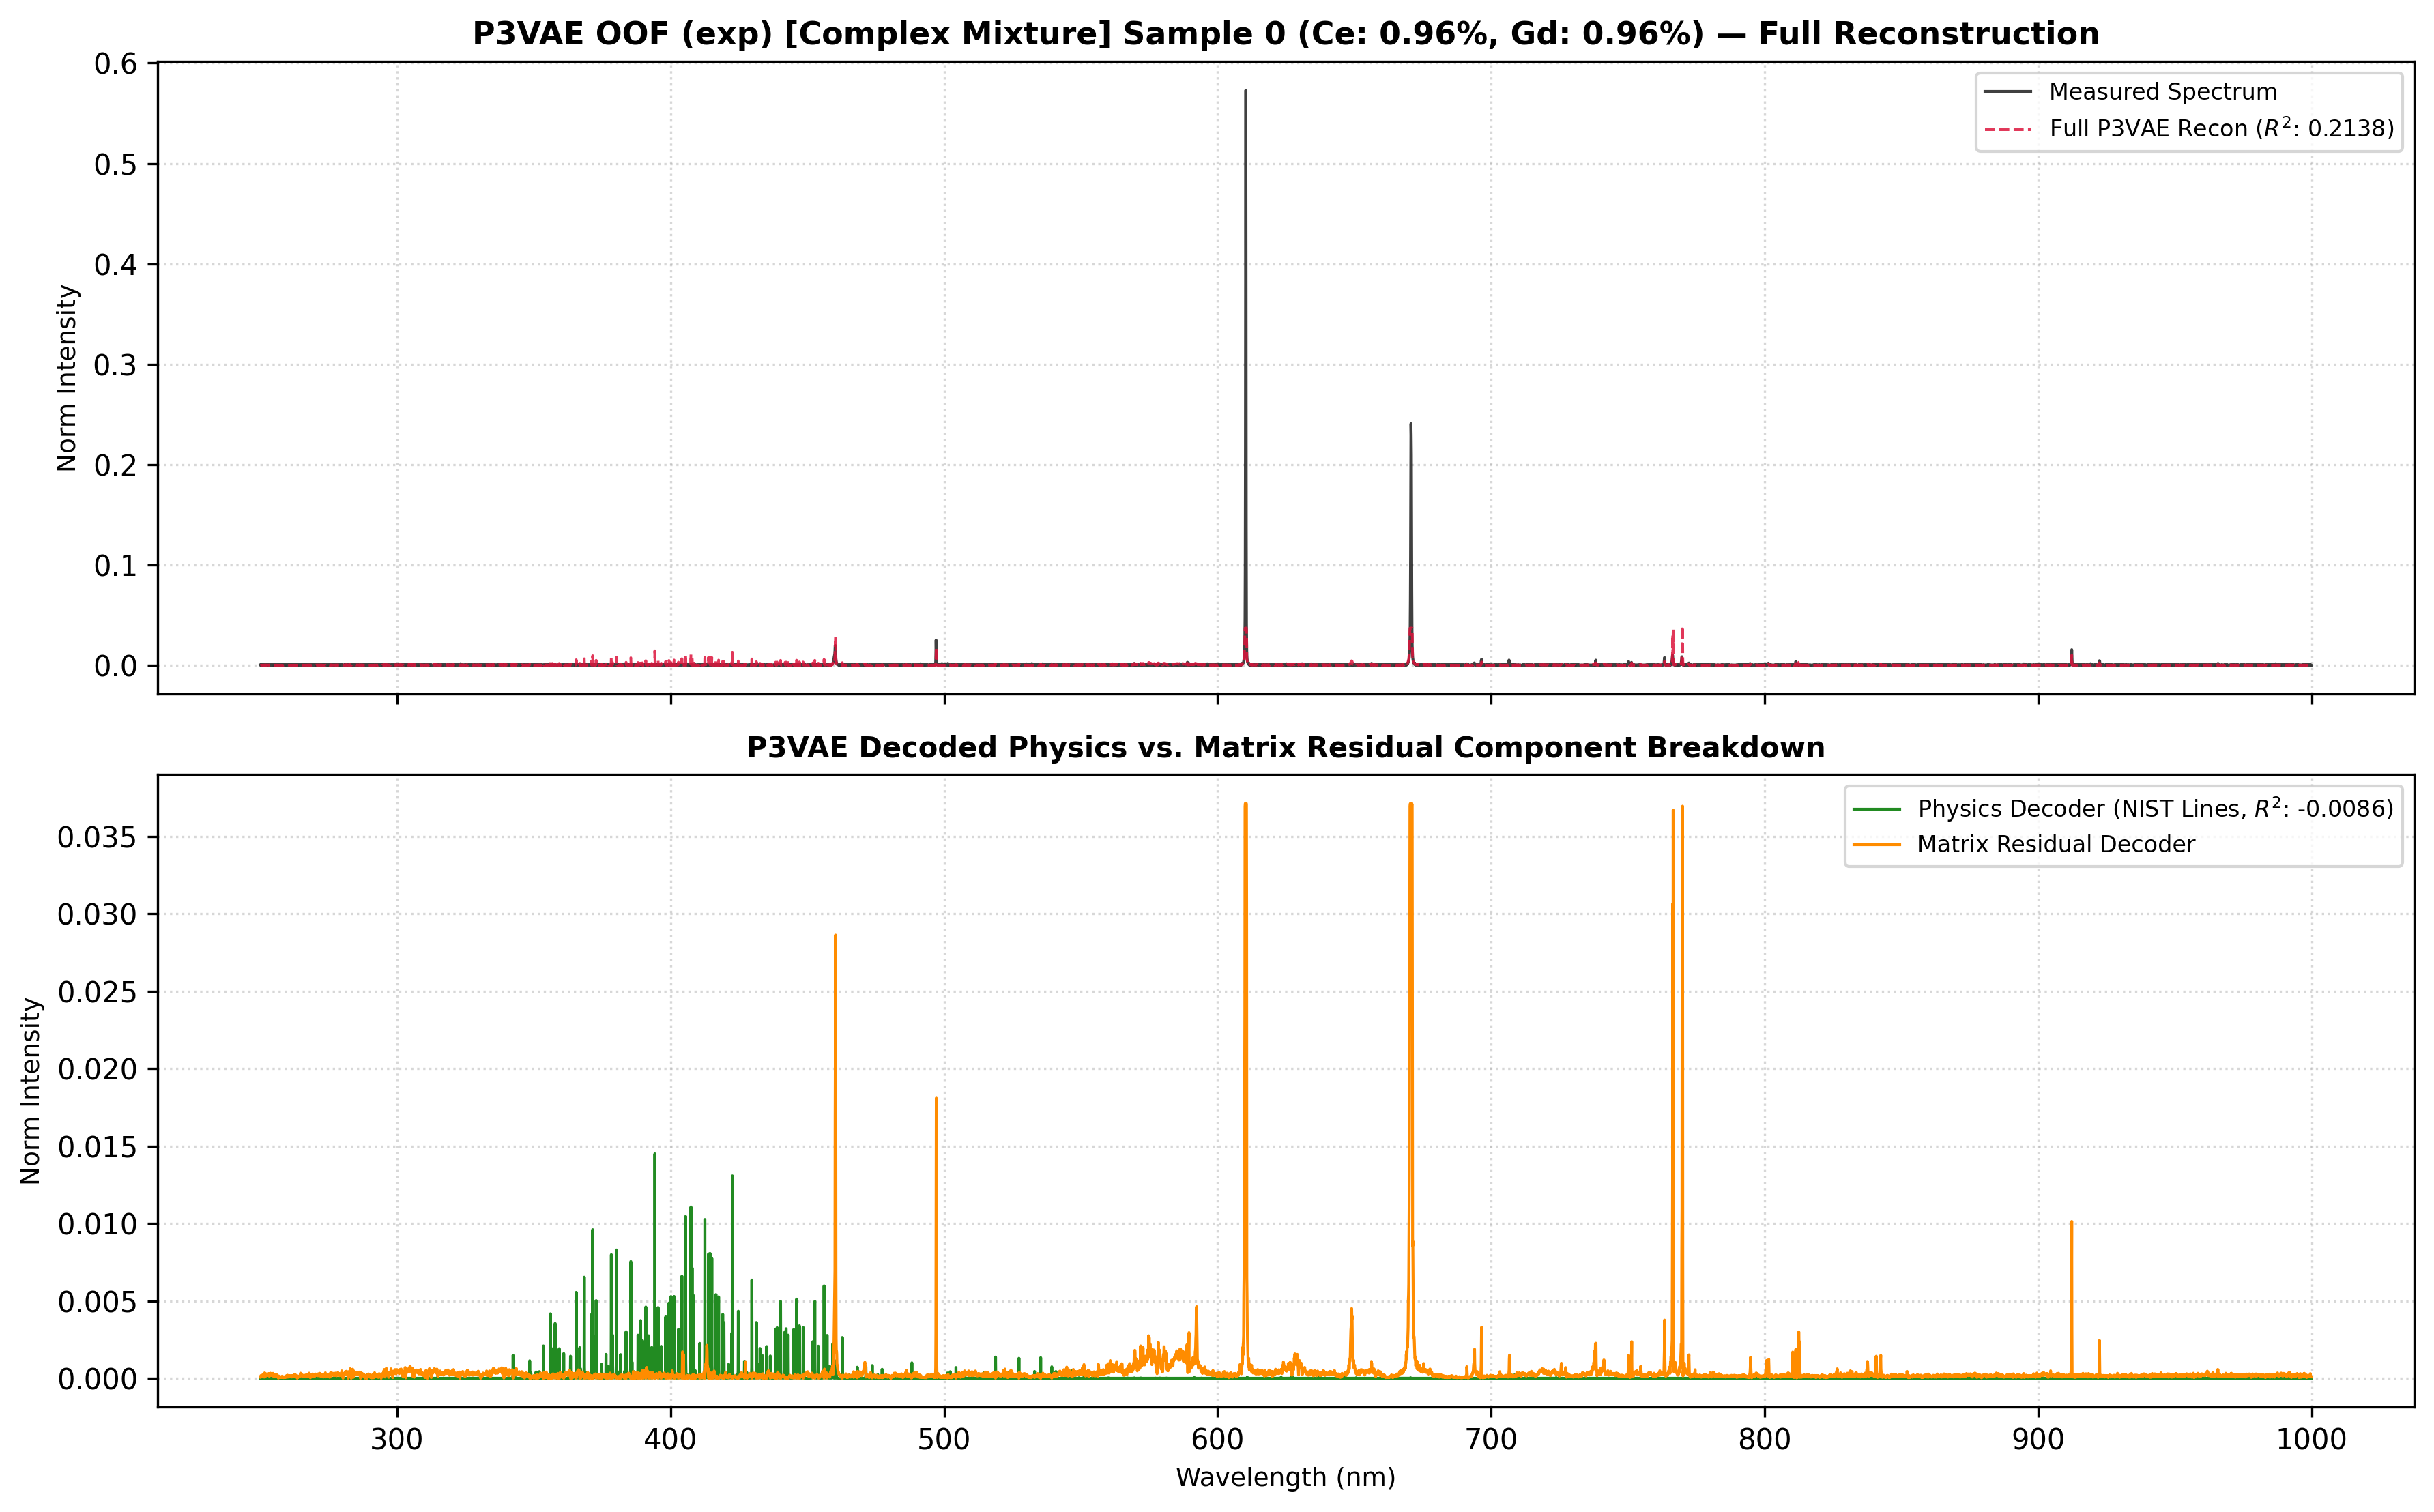 P3VAE OOF (exp) [Complex Mixture] Sample 0 (Ce: 0.96%, Gd: 0.96%) — Full Reconstruction
Norm Intensity
0.6
0.5
0.4
0.3
0.2
0.1
0.0
Measured Spectrum
Full P3VAE Recon (R²: 0.2138)
P3VAE Decoded Physics vs. Matrix Residual Component Breakdown
Norm Intensity
0.035
0.030
0.025
0.020
0.015
0.010
0.005
0.000
Physics Decoder (NIST Lines, R²: -0.0086)
Matrix Residual Decoder
300 400 500 600 700 800 900 1000
Wavelength (nm)